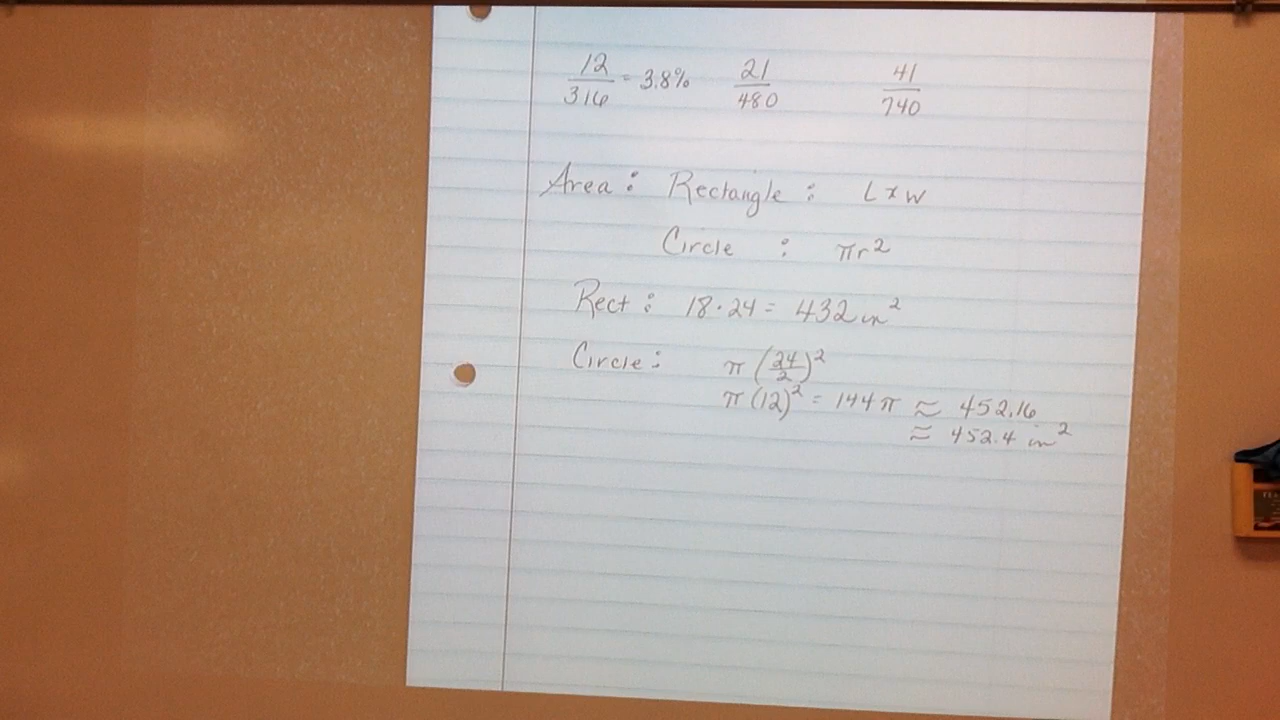 12/316 = 3.8% 21/480 41/740
Area: Rectangle: L x W
Circle : πr²
Rect: 18·24 = 432 in²
Circle: π(24/2)²
π(12)² = 144π ≈ 452.16
≈ 452.4 in²